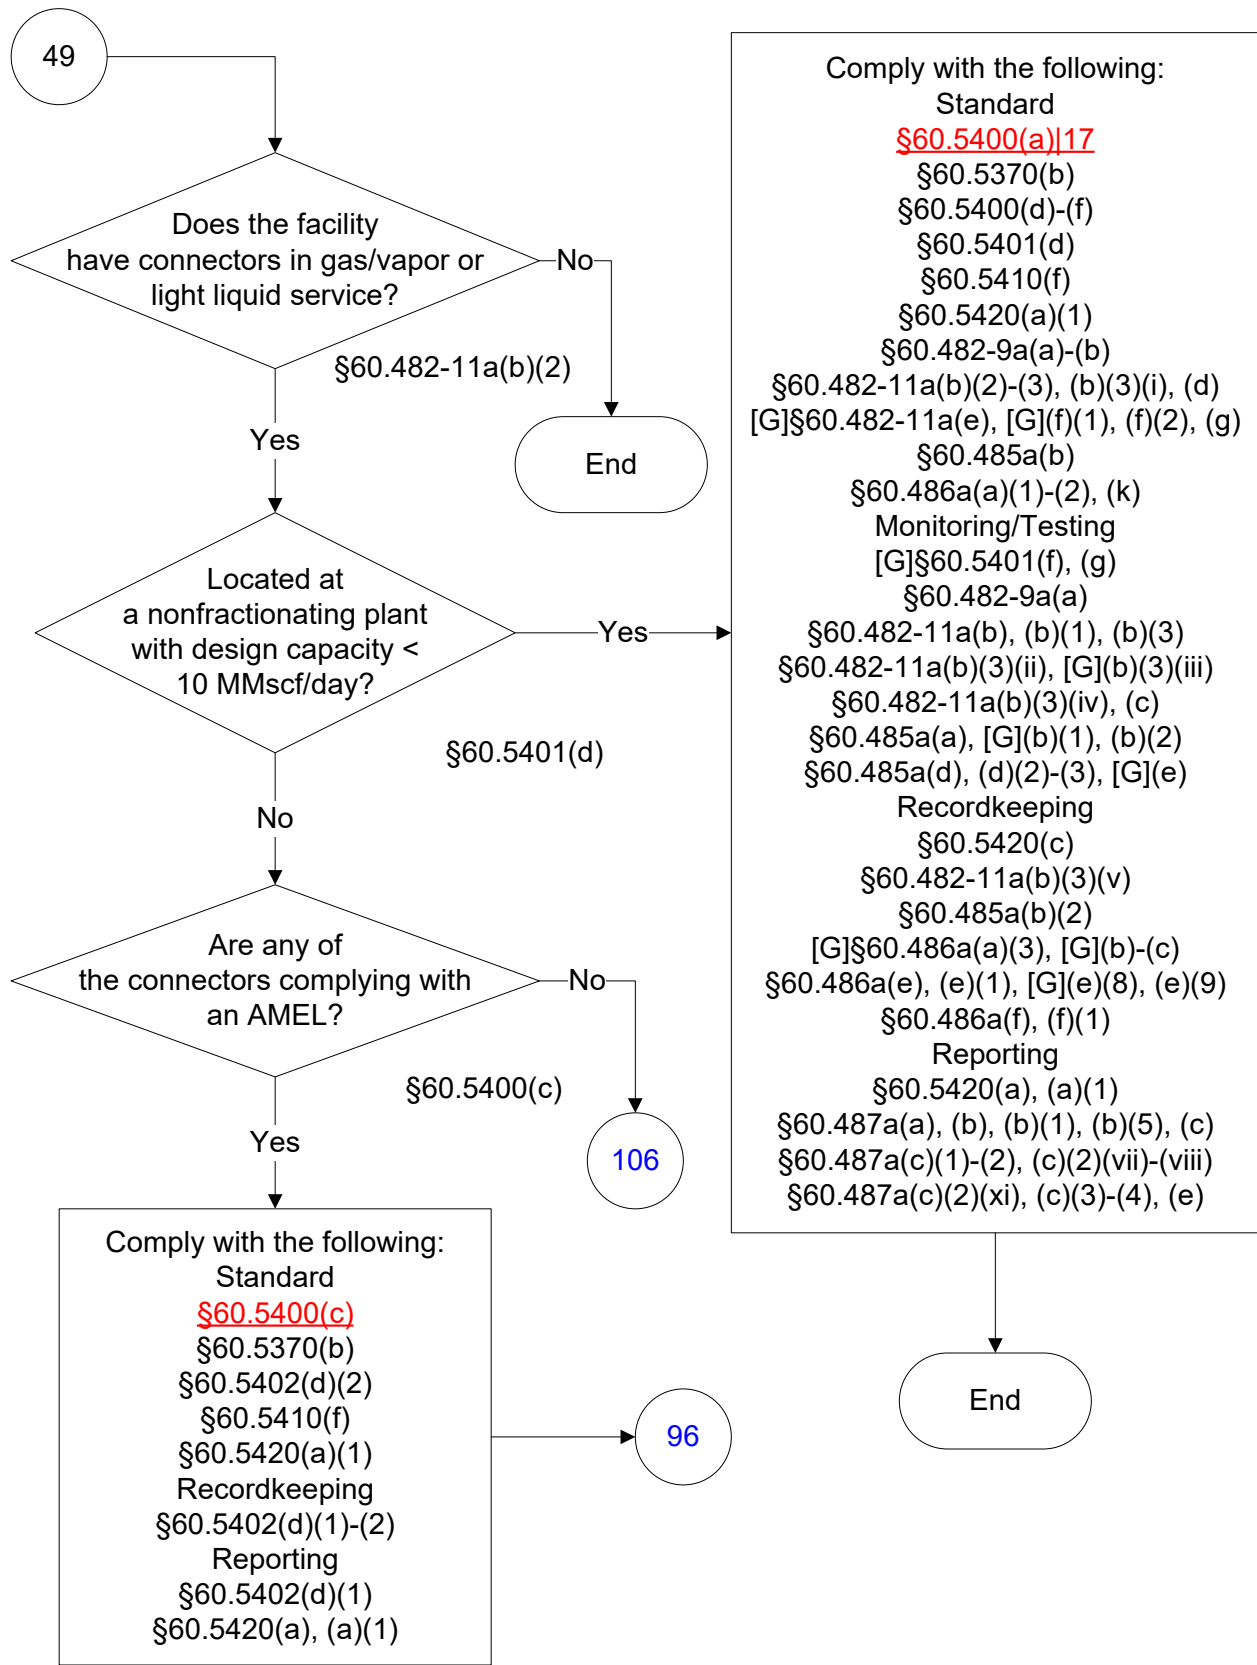 49
Does the facility
have connectors in gas/vapor or
light liquid service?
No
§60.482-11a(b)(2)
End
Yes
Located at
a nonfractionating plant
with design capacity <
10 MMscf/day?
Yes
§60.5401(d)
No
Are any of
the connectors complying with
an AMEL?
No
§60.5400(c)
106
Yes
Comply with the following:
Standard
§60.5400(c)
§60.5370(b)
§60.5402(d)(2)
§60.5410(f)
§60.5420(a)(1)
Recordkeeping
§60.5402(d)(1)-(2)
Reporting
§60.5402(d)(1)
§60.5420(a), (a)(1)
96
Comply with the following:
Standard
§60.5400(a)|17
§60.5370(b)
§60.5400(d)-(f)
§60.5401(d)
§60.5410(f)
§60.5420(a)(1)
§60.482-9a(a)-(b)
§60.482-11a(b)(2)-(3), (b)(3)(i), (d)
[G]§60.482-11a(e), [G](f)(1), (f)(2), (g)
§60.485a(b)
§60.486a(a)(1)-(2), (k)
Monitoring/Testing
[G]§60.5401(f), (g)
§60.482-9a(a)
§60.482-11a(b), (b)(1), (b)(3)
§60.482-11a(b)(3)(ii), [G](b)(3)(iii)
§60.482-11a(b)(3)(iv), (c)
§60.485a(a), [G](b)(1), (b)(2)
§60.485a(d), (d)(2)-(3), [G](e)
Recordkeeping
§60.5420(c)
§60.482-11a(b)(3)(v)
§60.485a(b)(2)
[G]§60.486a(a)(3), [G](b)-(c)
§60.486a(e), (e)(1), [G](e)(8), (e)(9)
§60.486a(f), (f)(1)
Reporting
§60.5420(a), (a)(1)
§60.487a(a), (b), (b)(1), (b)(5), (c)
§60.487a(c)(1)-(2), (c)(2)(vii)-(viii)
§60.487a(c)(2)(xi), (c)(3)-(4), (e)
End